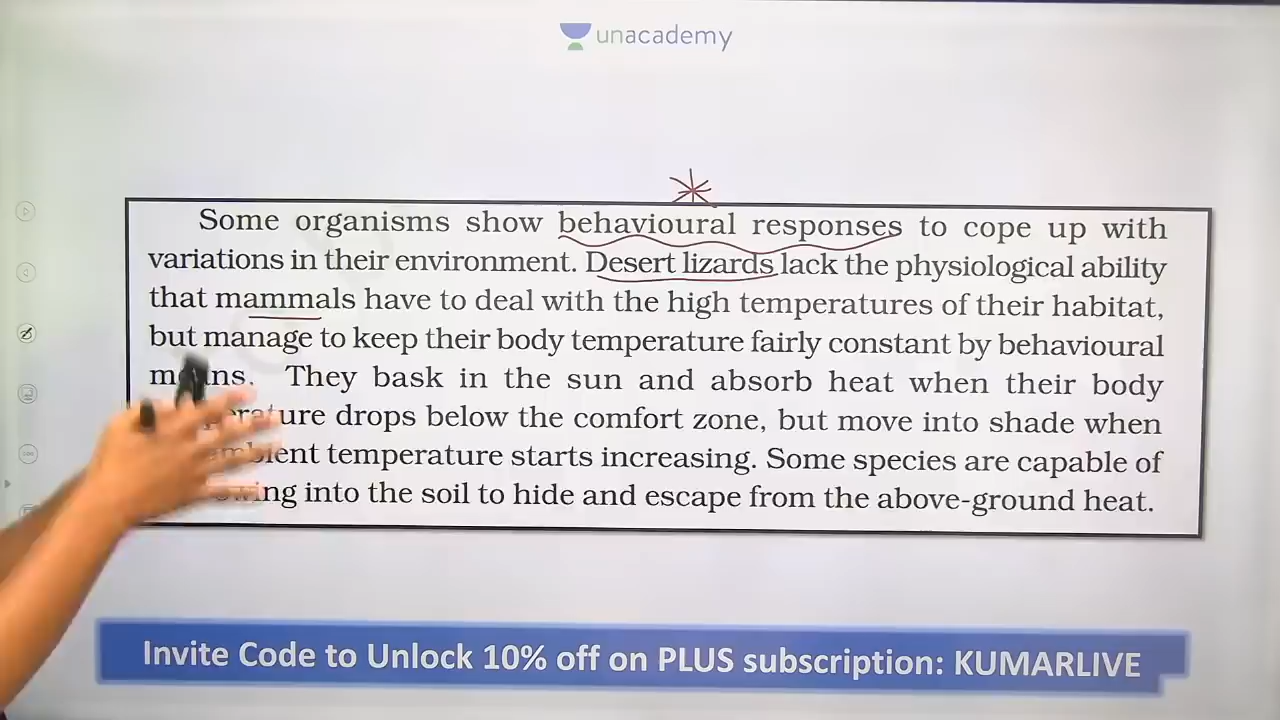 unacademy
Some organisms show behavioural responses to cope up with
variations in their environment. Desert lizards lack the physiological ability
that mammals have to deal with the high temperatures of their habitat,
but manage to keep their body temperature fairly constant by behavioural
They bask in the sun and absorb heat when their body
drops below the comfort zone, but move into shade when
temperature starts increasing. Some species are capable of
into the soil to hide and escape from the above-ground heat.
Invite Code to Unlock 10% off on PLUS subscription: KUMARLIVE